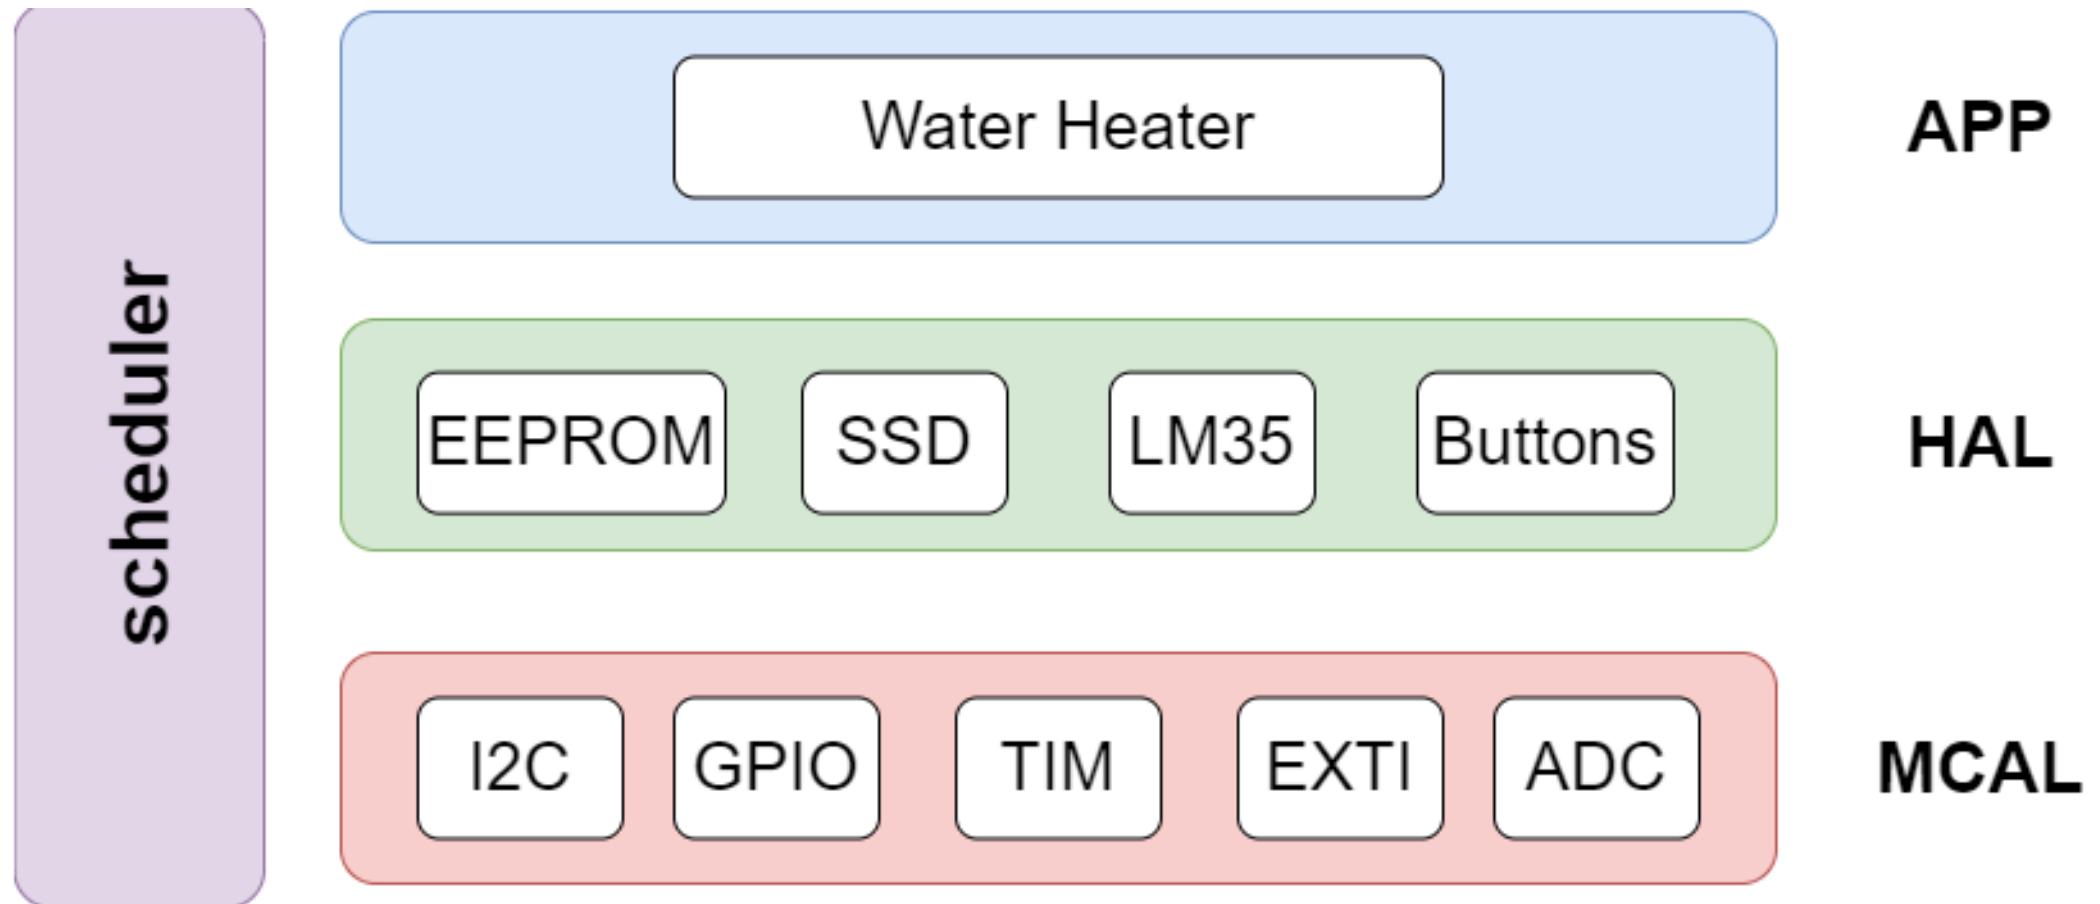 scheduler
Water Heater
APP
EEPROM
SSD
LM35
Buttons
HAL
I2C
GPIO
TIM
EXTI
ADC
MCAL